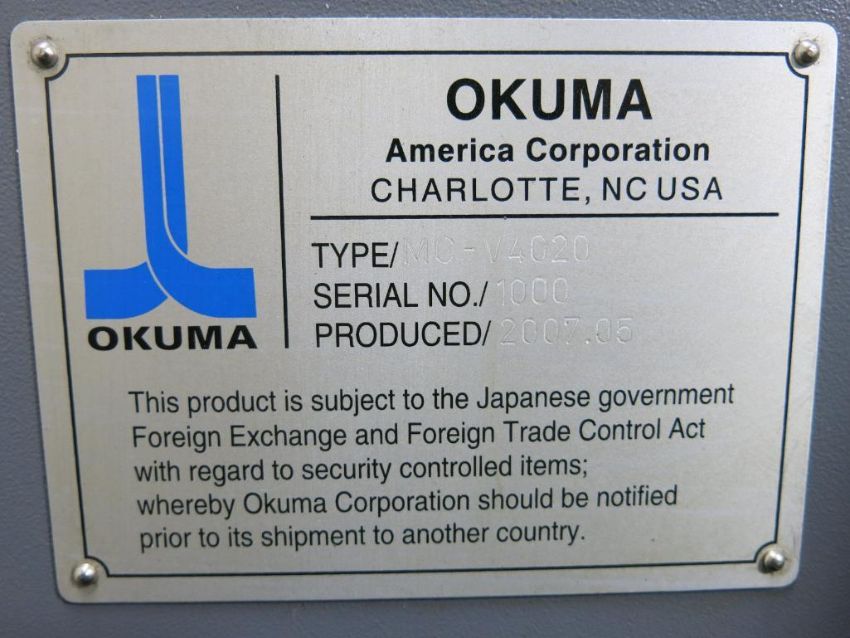 OKUMA
America Corporation
CHARLOTTE, NC USA
TYPE/MC-V4020
SERIAL NO./1000
PRODUCED/2007.05
OKUMA
This product is subject to the Japanese government
Foreign Exchange and Foreign Trade Control Act
with regard to security controlled items;
whereby Okuma Corporation should be notified
prior to its shipment to another country.